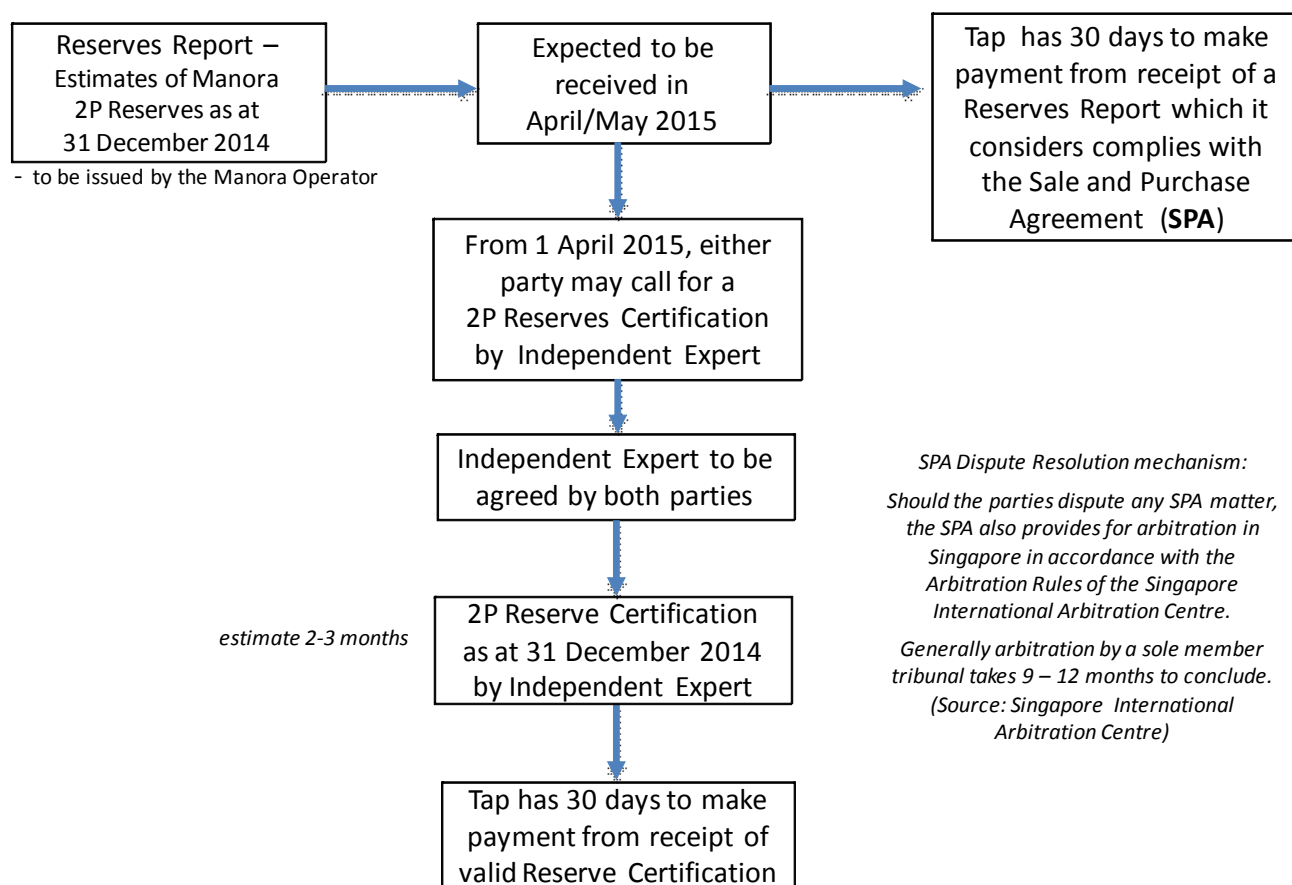 Reserves Report –
Estimates of Manora
2P Reserves as at
31 December 2014
- to be issued by the Manora Operator
Expected to be
received in
April/May 2015
Tap has 30 days to make
payment from receipt of a
Reserves Report which it
considers complies with
the Sale and Purchase
Agreement (SPA)
From 1 April 2015, either
party may call for a
2P Reserves Certification
by Independent Expert
Independent Expert to be
agreed by both parties
estimate 2-3 months
2P Reserve Certification
as at 31 December 2014
by Independent Expert
Tap has 30 days to make
payment from receipt of
valid Reserve Certification
SPA Dispute Resolution mechanism:
Should the parties dispute any SPA matter,
the SPA also provides for arbitration in
Singapore in accordance with the
Arbitration Rules of the Singapore
International Arbitration Centre.
Generally arbitration by a sole member
tribunal takes 9 – 12 months to conclude.
(Source: Singapore International
Arbitration Centre)